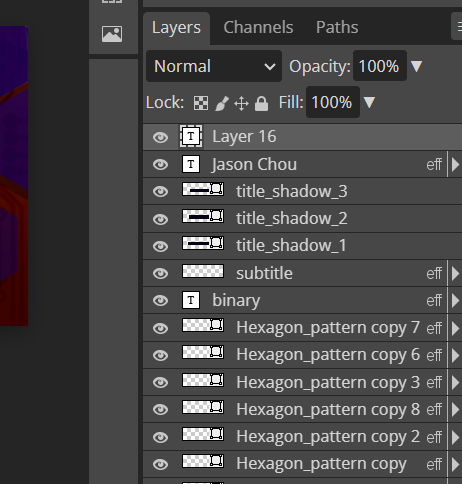 Layers Channels Paths
Normal Opacity: 100%
Lock: Fill: 100%
T Layer 16
T Jason Chou eff
title_shadow_3
title_shadow_2
title_shadow_1
subtitle eff
T binary eff
Hexagon_pattern copy 7 eff
Hexagon_pattern copy 6 eff
Hexagon_pattern copy 3 eff
Hexagon_pattern copy 8 eff
Hexagon_pattern copy 2 eff
Hexagon_pattern copy eff